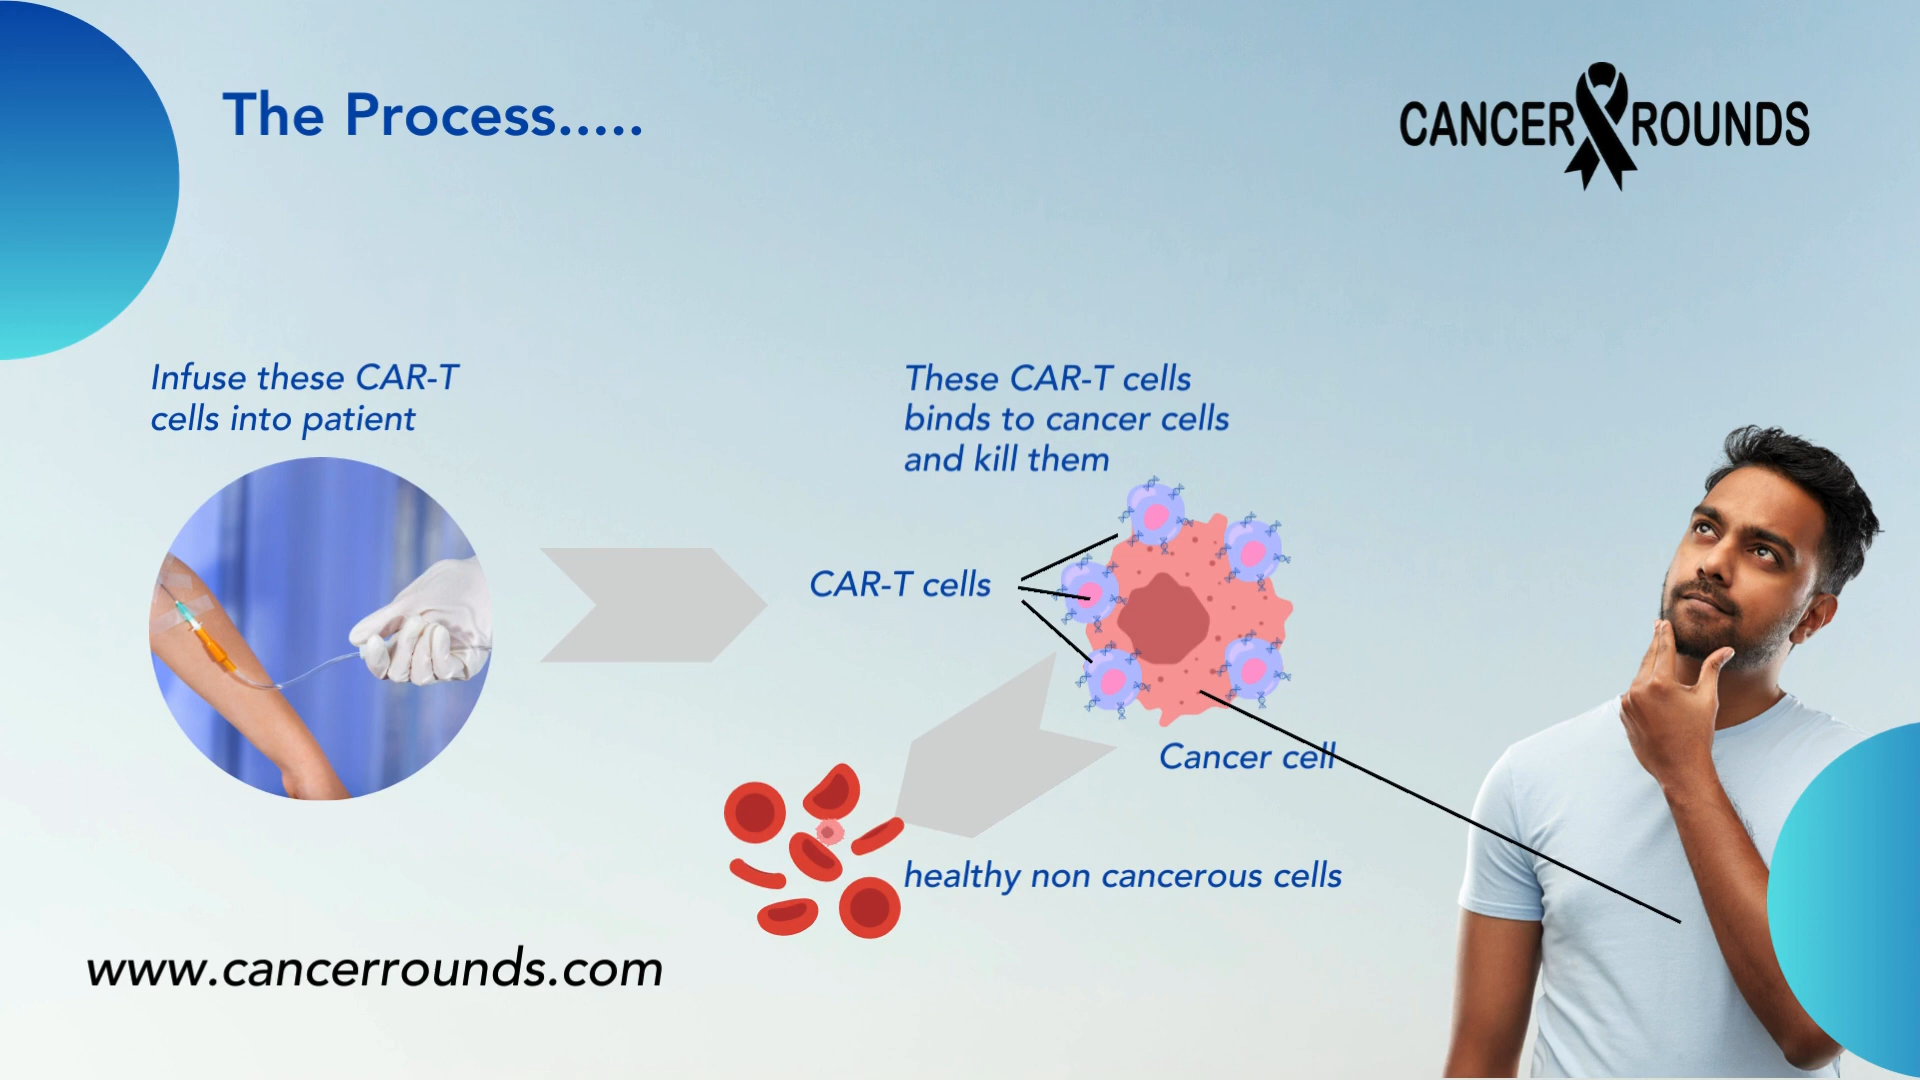 The Process.....
CANCER ROUNDS
Infuse these CAR-T
cells into patient
These CAR-T cells
binds to cancer cells
and kill them
CAR-T cells
Cancer cell
healthy non cancerous cells
www.cancerrounds.com